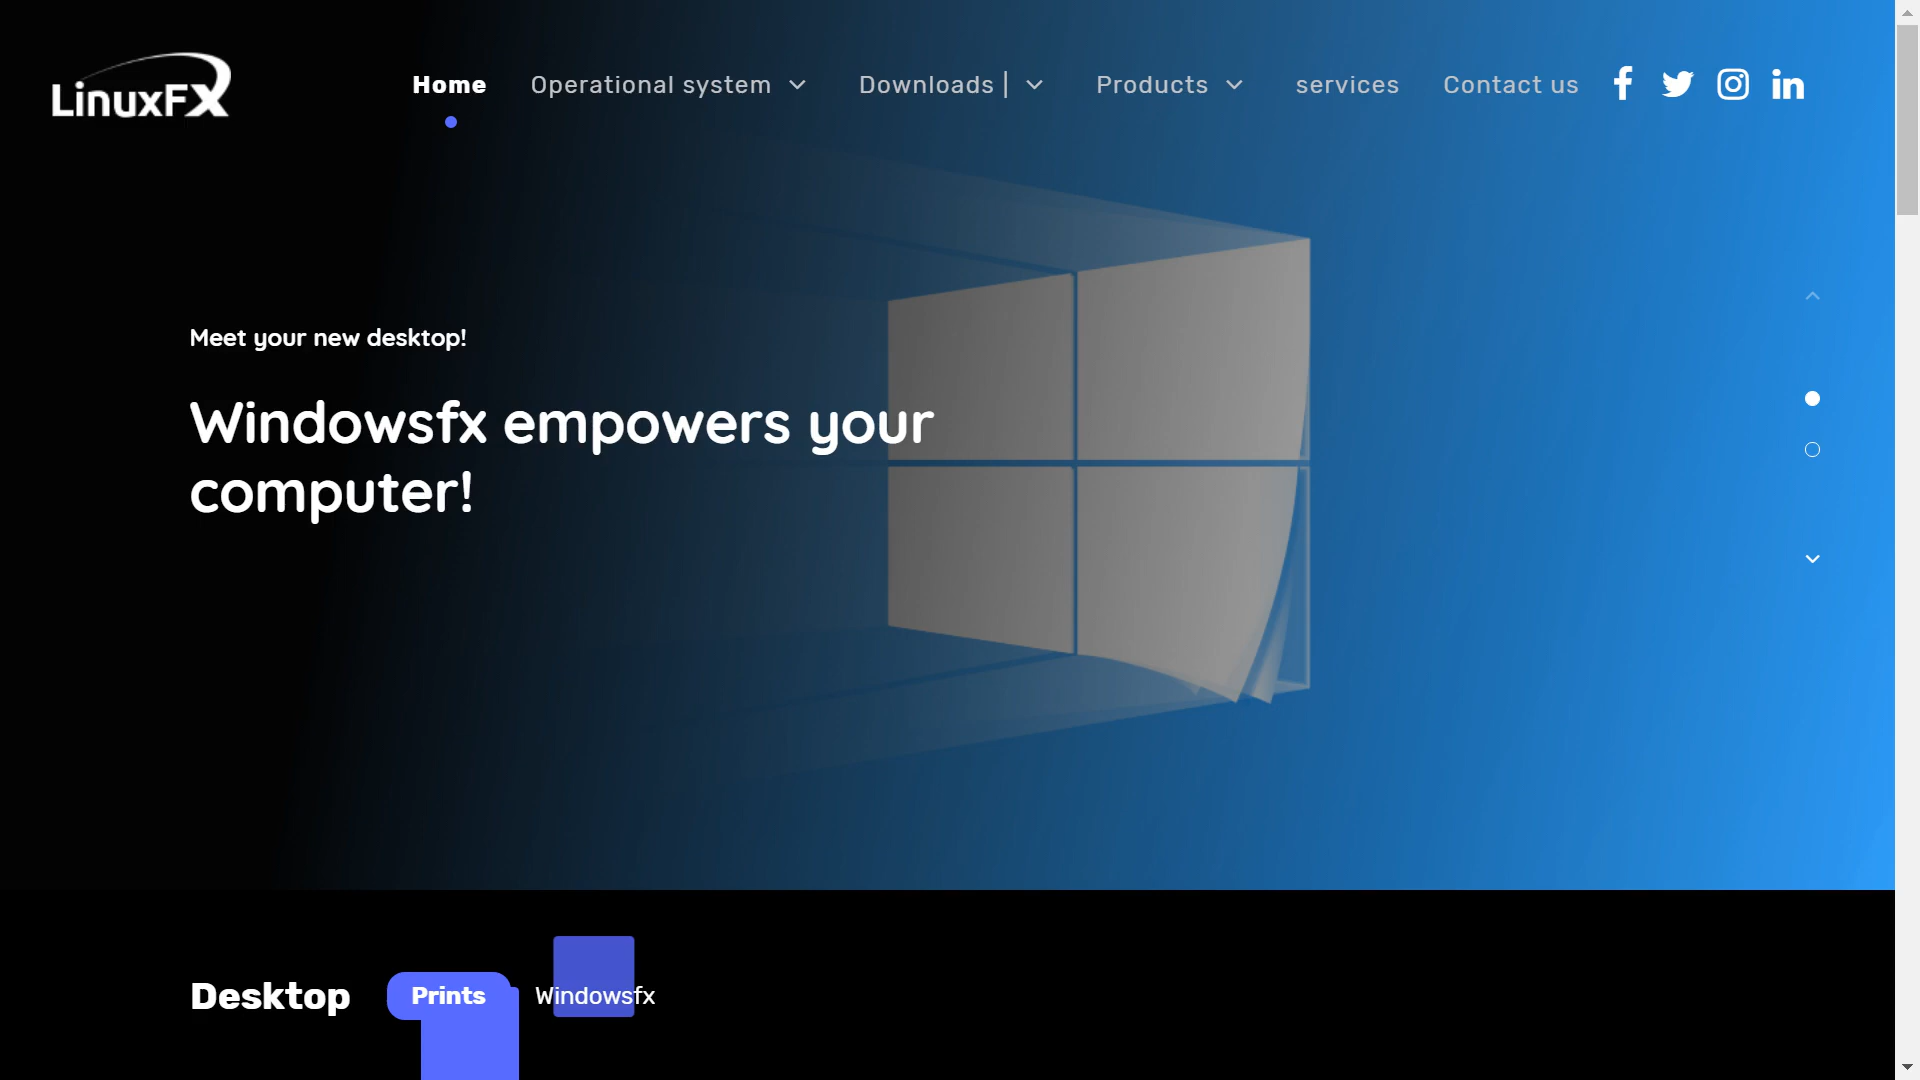 LinuxFX
Home
Operational system
Downloads |
Products
services
Contact us
Meet your new desktop!
Windowsfx empowers your
computer!
Desktop
Prints
Windowsfx